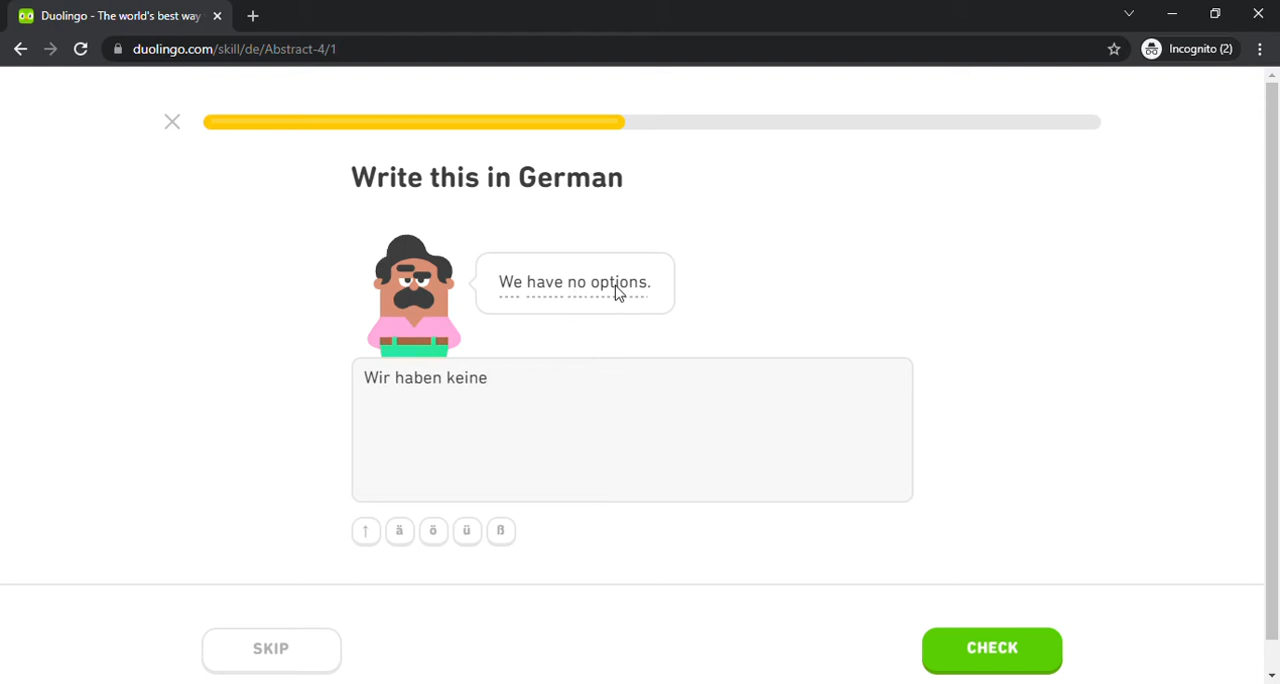 Duolingo - The world's best way
duolingo.com/skill/de/Abstract-4/1
Incognito (2)
Write this in German
We have no options.
Wir haben keine
↑ ä ö ü ß
SKIP
CHECK